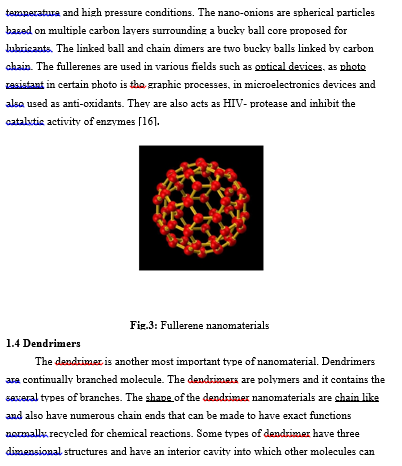 temperature and high pressure conditions. The nano-onions are spherical particles
based on multiple carbon layers surrounding a bucky ball core proposed for
lubricants. The linked ball and chain dimers are two bucky balls linked by carbon
chain. The fullerenes are used in various fields such as optical devices, as photo
resistant in certain photo is the graphic processes, in microelectronics devices and
also used as anti-oxidants. They are also acts as HIV- protease and inhibit the
catalytic activity of enzymes [16].
Fig.3: Fullerene nanomaterials
1.4 Dendrimers
The dendrimer is another most important type of nanomaterial. Dendrimers
are continually branched molecule. The dendrimers are polymers and it contains the
several types of branches. The shape of the dendrimer nanomaterials are chain like
and also have numerous chain ends that can be made to have exact functions
normally recycled for chemical reactions. Some types of dendrimer have three
dimensional structures and have an interior cavity into which other molecules can